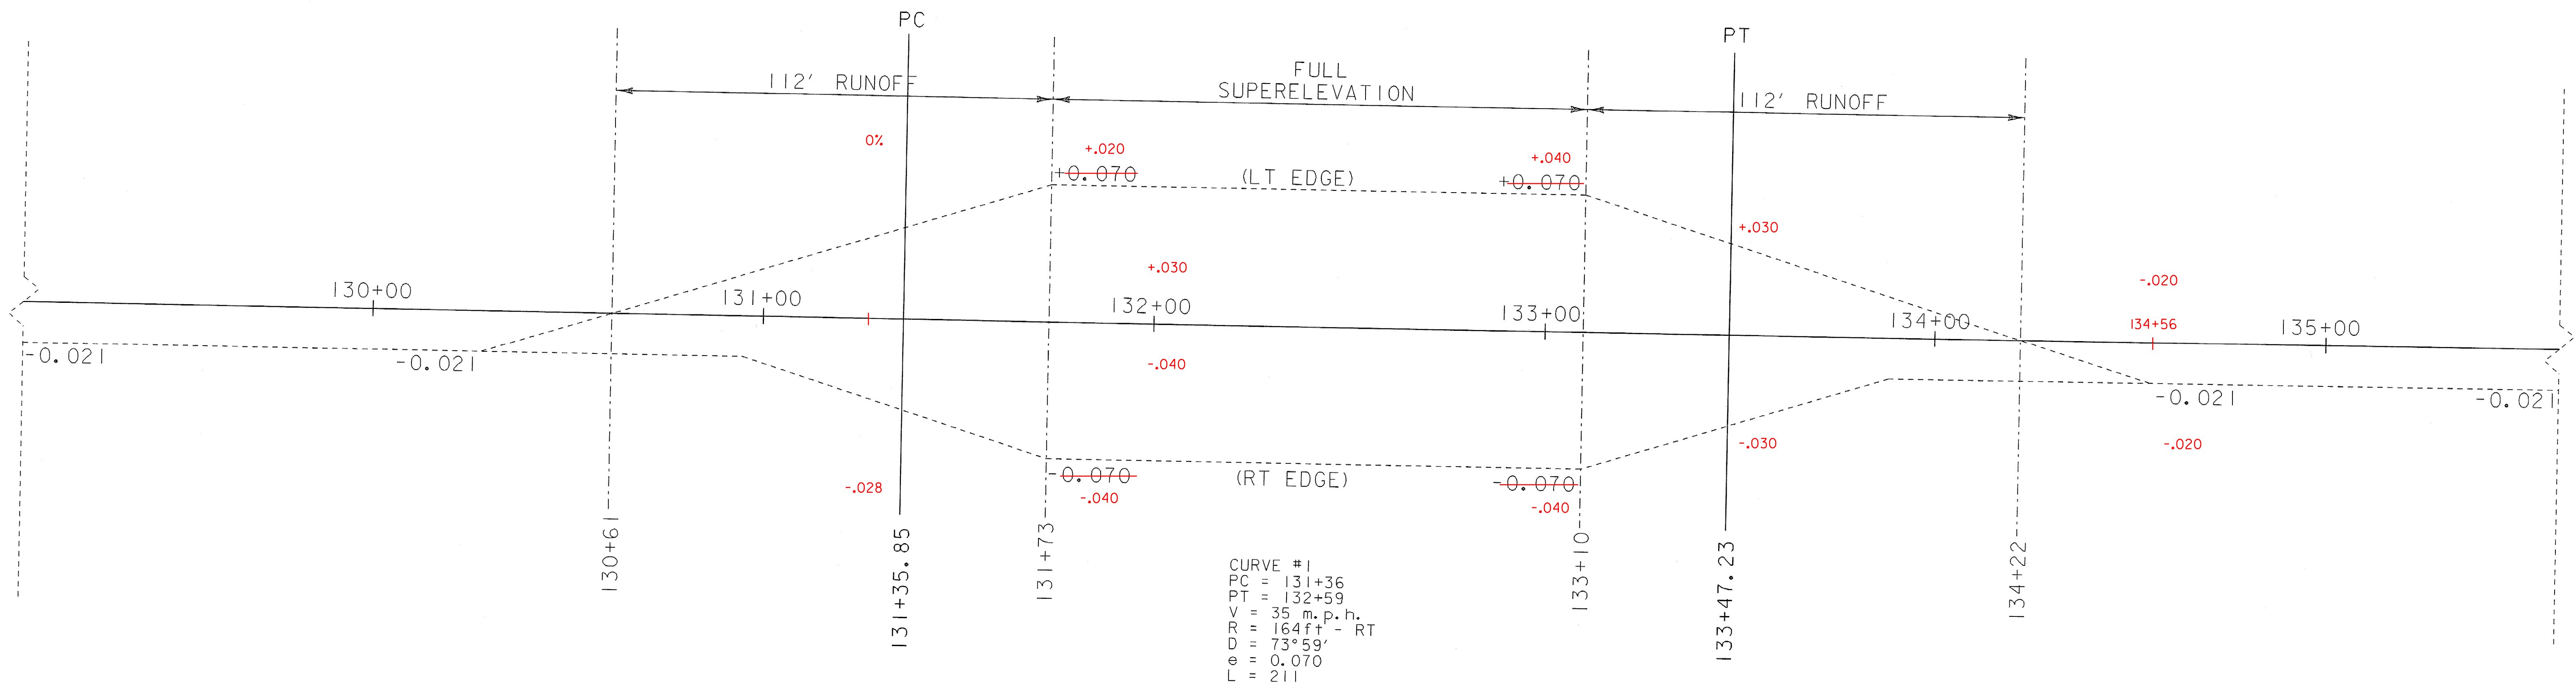 PC
PT
112' RUNOFF
FULL
SUPERELEVATION
112' RUNOFF
0%
+.020
+.040
+0.070
(LT EDGE)
+0.070
+.030
+.030
-.020
130+00
131+00
132+00
133+00
134+00
134+56
135+00
-0.021
-0.021
-.040
-0.021
-0.021
-.028
-0.070
-.040
(RT EDGE)
-0.070
-.040
-.030
-.020
130+61
131+35.85
131+73
133+10
133+47.23
134+22
CURVE #1
PC = 131+36
PT = 132+59
V = 35 m.p.h.
R = 164ft - RT
D = 73°59'
e = 0.070
L = 211